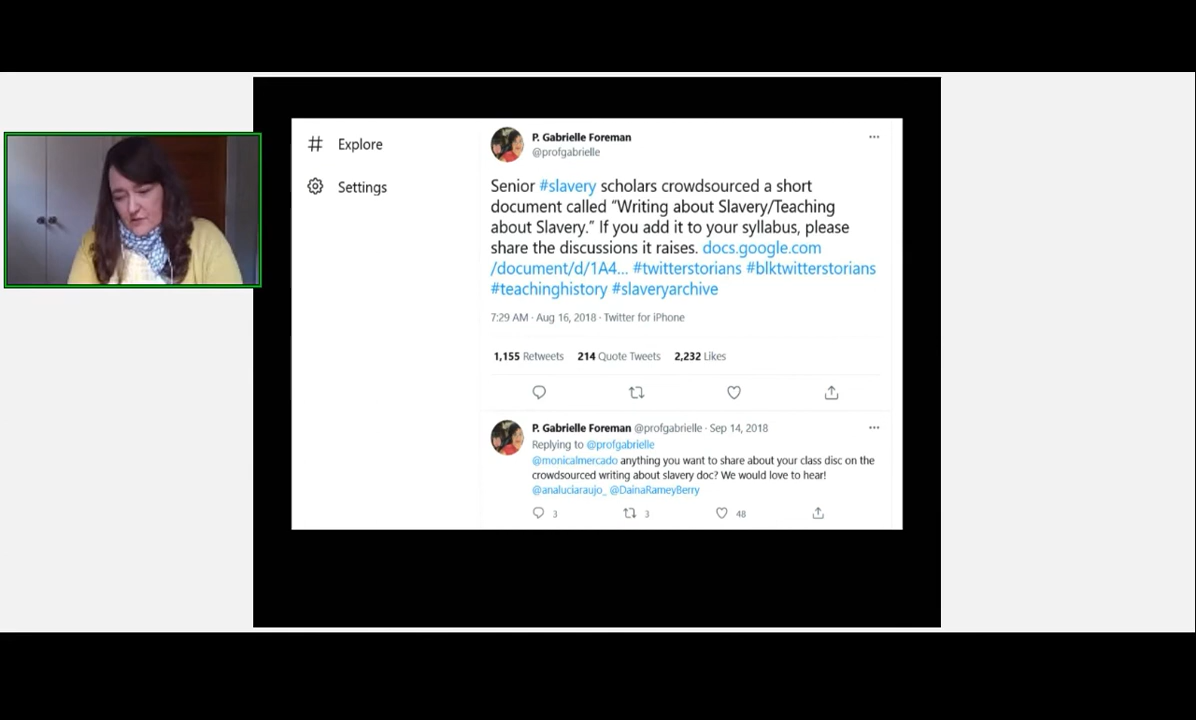 Explore
Settings
P. Gabrielle Foreman
@profgabrielle
Senior #slavery scholars crowdsourced a short
document called “Writing about Slavery/Teaching
about Slavery.” If you add it to your syllabus, please
share the discussions it raises. docs.google.com
/document/d/1A4... #twitterstorians #blktwitterstorians
#teachinghistory #slaveryarchive
7:29 AM · Aug 16, 2018 · Twitter for iPhone
1,155 Retweets 214 Quote Tweets 2,232 Likes
P. Gabrielle Foreman @profgabrielle · Sep 14, 2018
Replying to @profgabrielle
@monicalmercado anything you want to share about your class disc on the
crowdsourced writing about slavery doc? We would love to hear!
@analuciaraujo_ @DainaRameyBerry
3 3 48